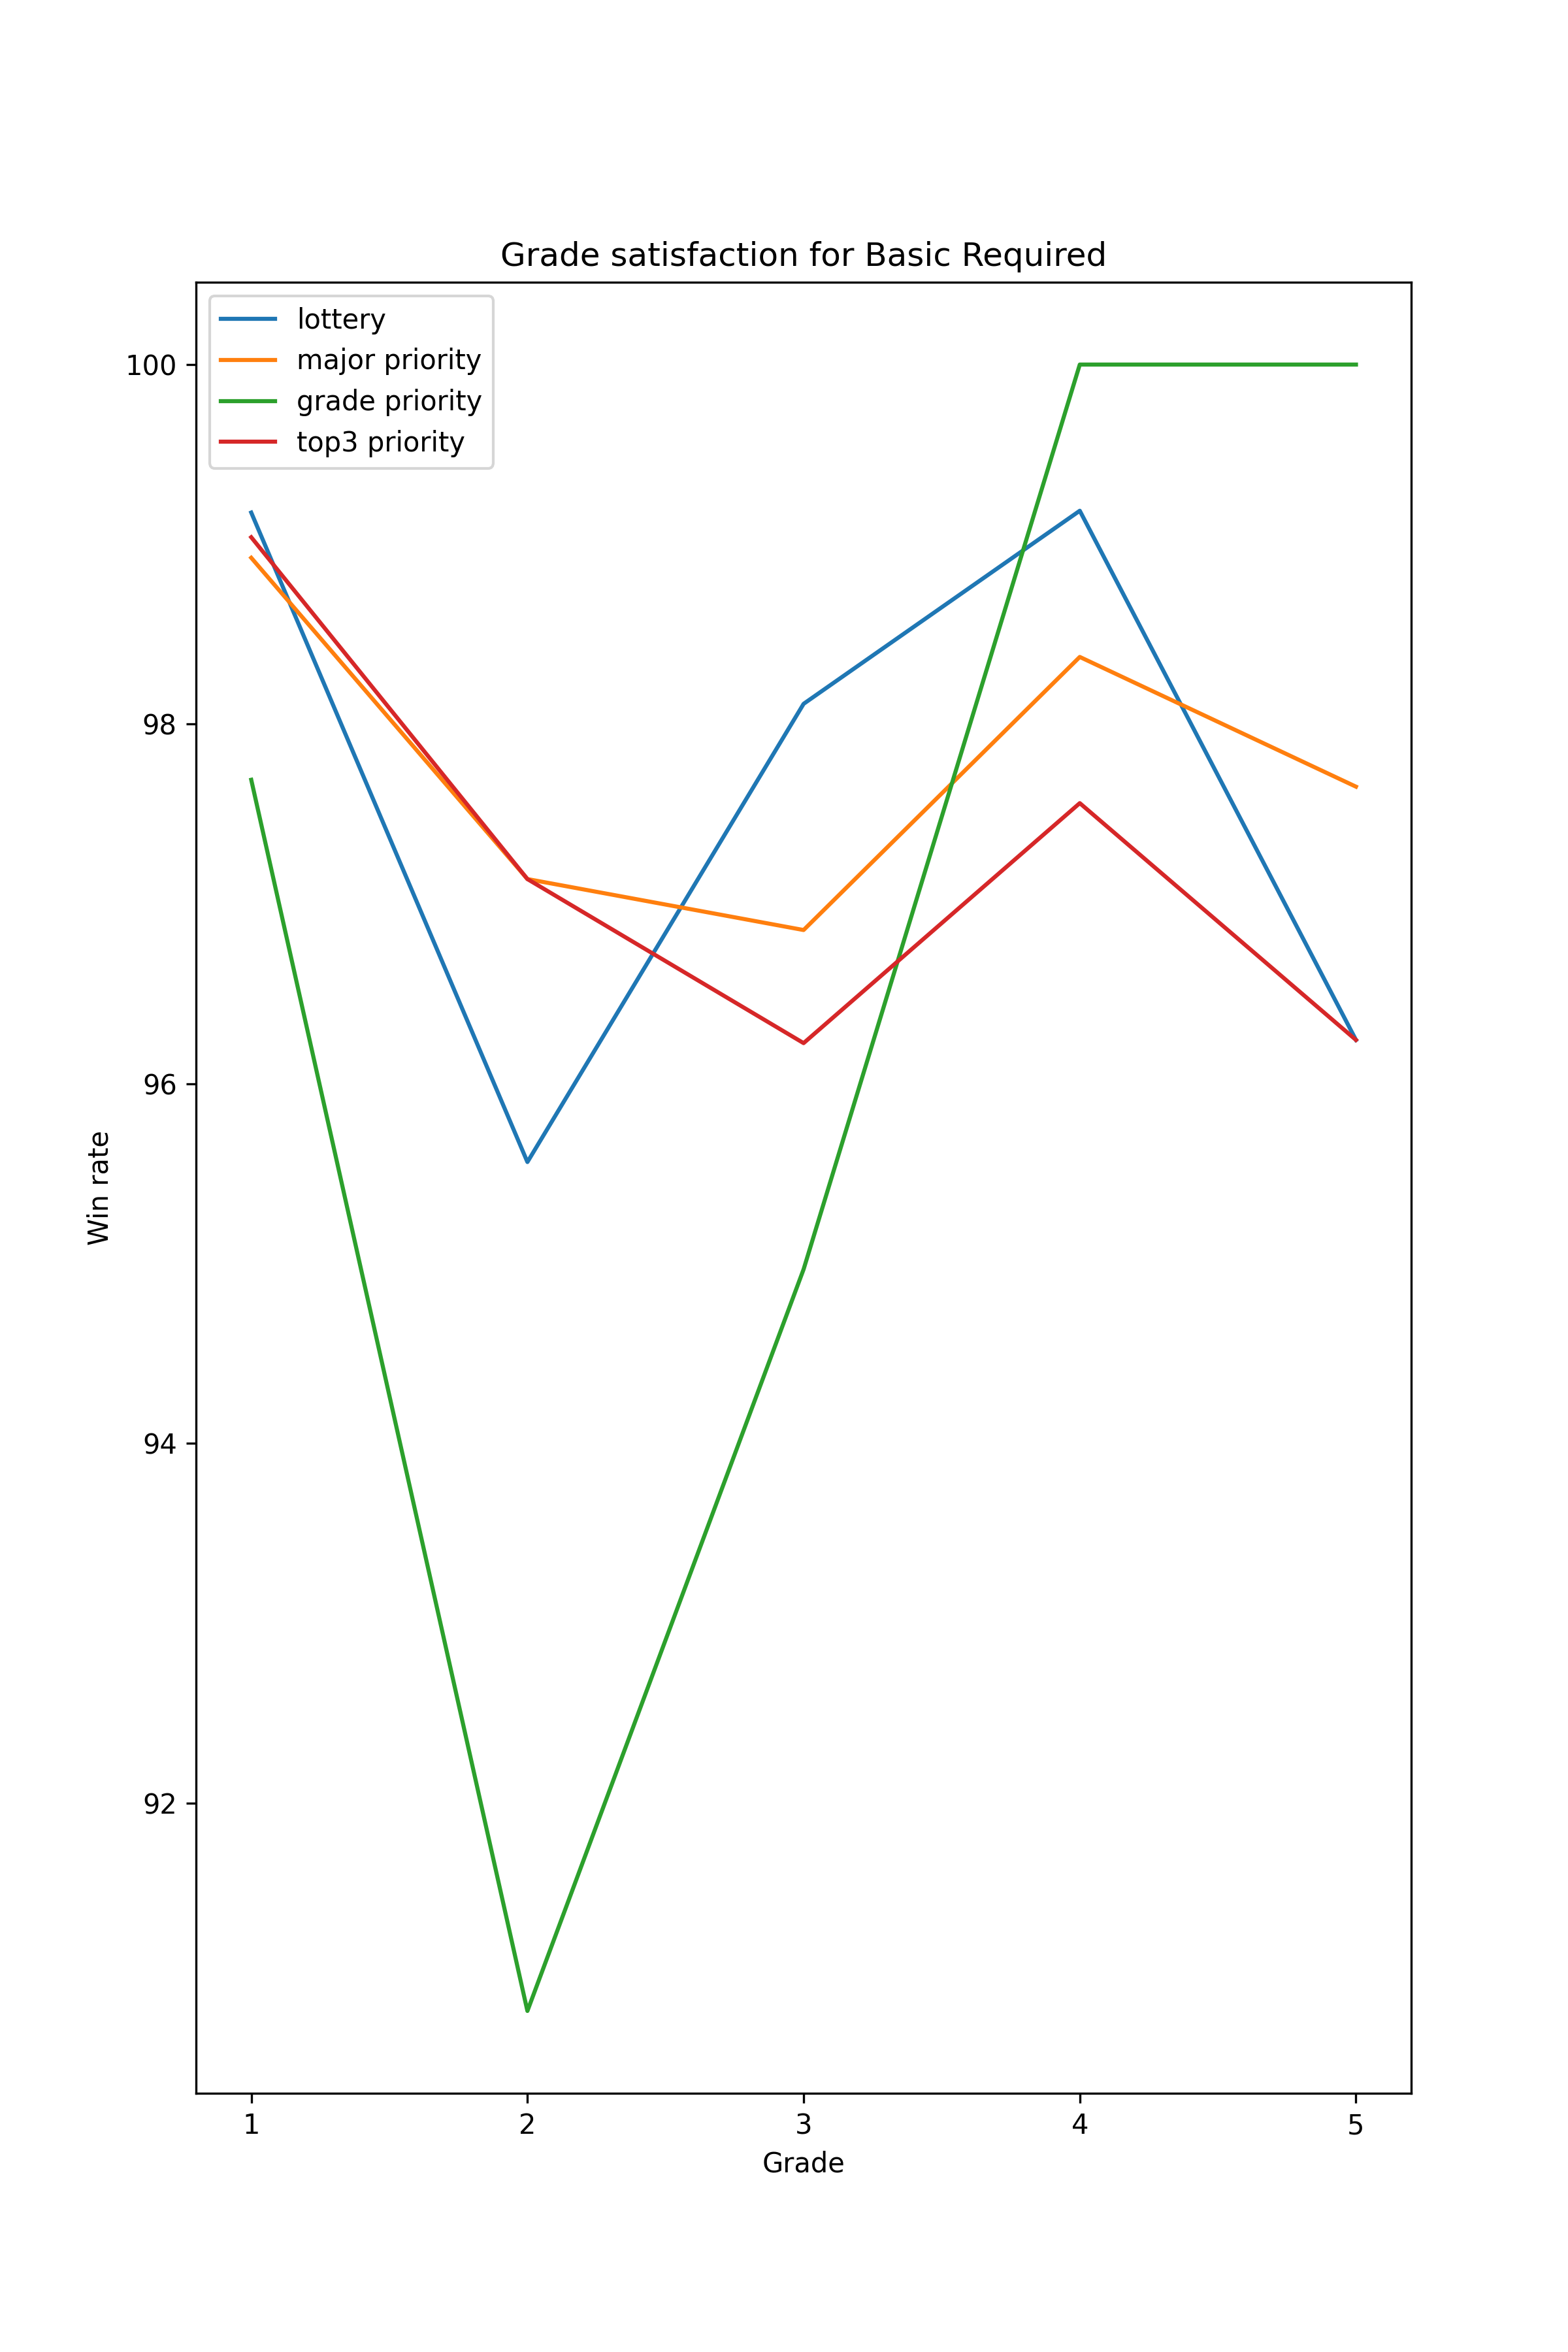 Grade satisfaction for Basic Required
lottery
major priority
grade priority
top3 priority
100
98
96
94
92
Win rate
1 2 3 4 5
Grade